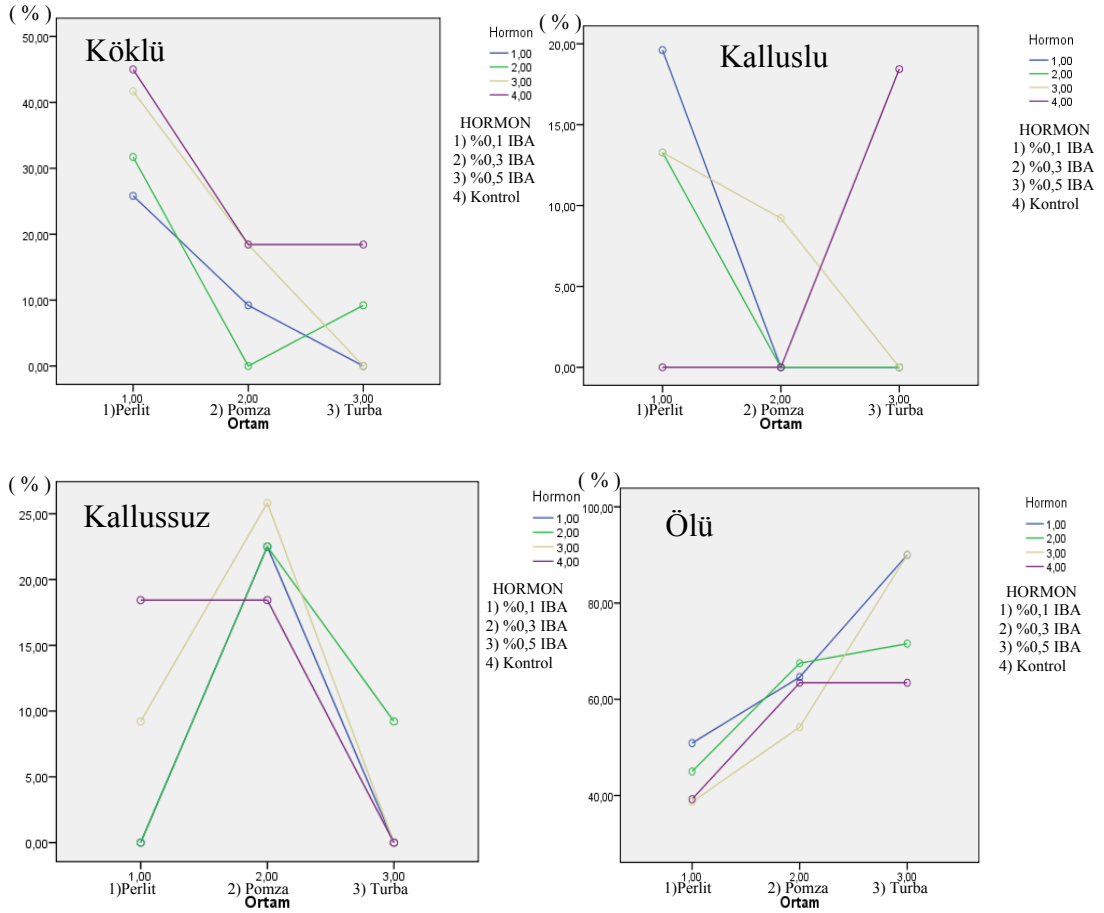 ( % )
Köklü
50,00
40,00
30,00
20,00
10,00
0,00
1,00
2,00
3,00
1)Perlit
2) Pomza
3) Turba
Ortam
Hormon
1,00
2,00
3,00
4,00
HORMON
1) %0,1 IBA
2) %0,3 IBA
3) %0,5 IBA
4) Kontrol
( % )
Kalluslu
20,00
15,00
10,00
5,00
0,00
1,00
2,00
3,00
1)Perlit
2) Pomza
3) Turba
Ortam
Hormon
1,00
2,00
3,00
4,00
HORMON
1) %0,1 IBA
2) %0,3 IBA
3) %0,5 IBA
4) Kontrol
( % )
Kallussuz
25,00
20,00
15,00
10,00
5,00
0,00
1,00
2,00
3,00
1)Perlit
2) Pomza
3) Turba
Ortam
Hormon
1,00
2,00
3,00
4,00
HORMON
1) %0,1 IBA
2) %0,3 IBA
3) %0,5 IBA
4) Kontrol
( % )
Ölü
100,00
80,00
60,00
40,00
1,00
2,00
3,00
1)Perlit
2) Pomza
3) Turba
Ortam
Hormon
1,00
2,00
3,00
4,00
HORMON
1) %0,1 IBA
2) %0,3 IBA
3) %0,5 IBA
4) Kontrol